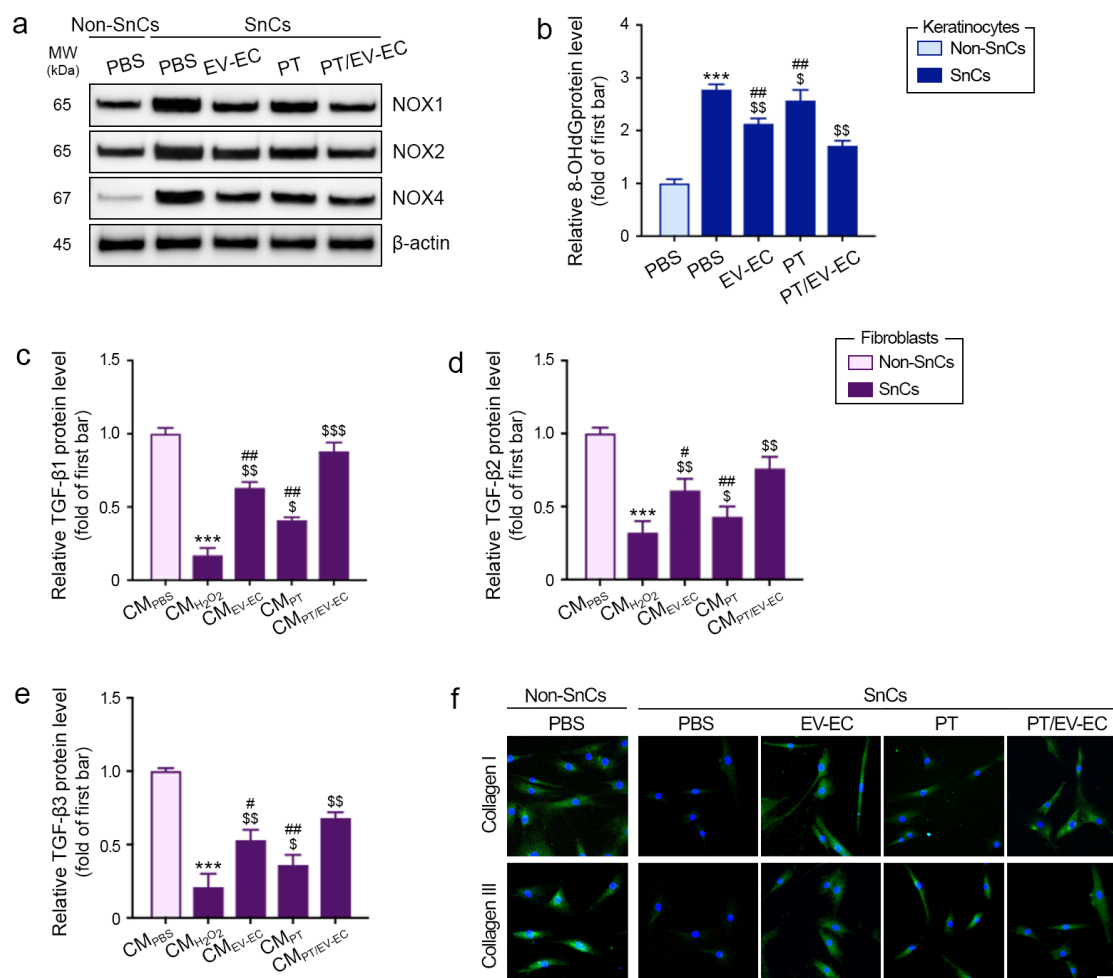 a
Non-SnCs SnCs
MW
(kDa)
PBS PBS EV-EC PT PT/EV-EC
65 NOX1
65 NOX2
67 NOX4
45 β-actin
b
Relative 8-OHdGprotein level
(fold of first bar)
4
3
2
1
0
***
##
$$
##
$
$$
PBS PBS EV-EC PT PT/EV-EC
Keratinocytes
Non-SnCs
SnCs
c
Relative TGF-β1 protein level
(fold of first bar)
1.5
1.0
0.5
0
***
##
$$
##
$
$$$
CMPBS CMH2O2 CMEV-EC CMPT CMPT/EV-EC
d
Relative TGF-β2 protein level
(fold of first bar)
1.5
1.0
0.5
0
***
#
$$
##
$
$$
CMPBS CMH2O2 CMEV-EC CMPT CMPT/EV-EC
Fibroblasts
Non-SnCs
SnCs
e
Relative TGF-β3 protein level
(fold of first bar)
1.5
1.0
0.5
0
***
#
$$
##
$
$$
CMPBS CMH2O2 CMEV-EC CMPT CMPT/EV-EC
f
Non-SnCs SnCs
PBS PBS EV-EC PT PT/EV-EC
Collagen I
Collagen III